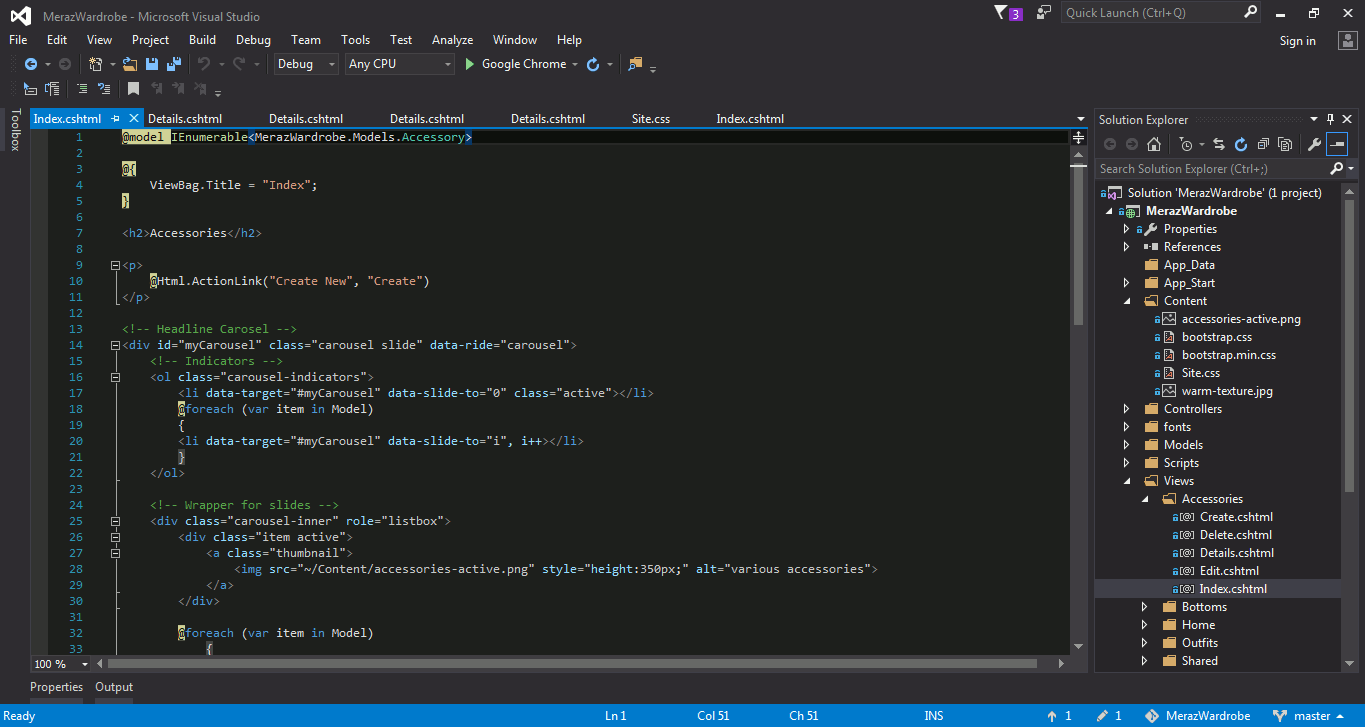 MerazWardrobe - Microsoft Visual Studio
3
Quick Launch (Ctrl+Q)
File Edit View Project Build Debug Team Tools Test Analyze Window Help
Sign in
Debug Any CPU Google Chrome
Toolbox
Index.cshtml Details.cshtml Details.cshtml Details.cshtml Details.cshtml Site.css Index.cshtml
1 @model IEnumerable<MerazWardrobe.Models.Accessory>
2
3 @{
4 ViewBag.Title = "Index";
5 }
6
7 <h2>Accessories</h2>
8
9 <p>
10 @Html.ActionLink("Create New", "Create")
11 </p>
12
13 <!-- Headline Carosel -->
14 <div id="myCarousel" class="carousel slide" data-ride="carousel">
15 <!-- Indicators -->
16 <ol class="carousel-indicators">
17 <li data-target="#myCarousel" data-slide-to="0" class="active"></li>
18 @foreach (var item in Model)
19 {
20 <li data-target="#myCarousel" data-slide-to="i", i++></li>
21 }
22 </ol>
23
24 <!-- Wrapper for slides -->
25 <div class="carousel-inner" role="listbox">
26 <div class="item active">
27 <a class="thumbnail">
28 <img src="~/Content/accessories-active.png" style="height:350px;" alt="various accessories">
29 </a>
30 </div>
31
32 @foreach (var item in Model)
33 {
100 %
Solution Explorer
Search Solution Explorer (Ctrl+;)
Solution 'MerazWardrobe' (1 project)
MerazWardrobe
Properties
References
App_Data
App_Start
Content
accessories-active.png
bootstrap.css
bootstrap.min.css
Site.css
warm-texture.jpg
Controllers
fonts
Models
Scripts
Views
Accessories
Create.cshtml
Delete.cshtml
Details.cshtml
Edit.cshtml
Index.cshtml
Bottoms
Home
Outfits
Shared
Properties Output
Ready Ln 1 Col 51 Ch 51 INS 1 1 MerazWardrobe master